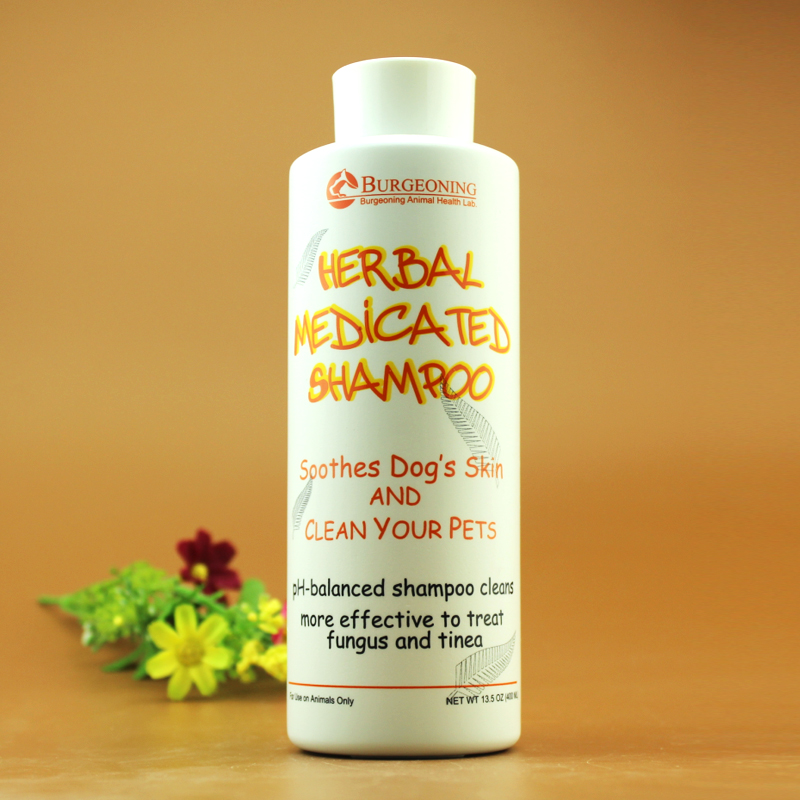 BURGEONING
Burgeoning Animal Health Lab.
HERBAL
MEDiCATED
SHAMPOO
Soothes Dog's Skin
AND
CLEAN YOUR PETS
pH-balanced shampoo cleans
more effective to treat
fungus and tinea
For Use on Animals Only
NET WT 13.5 OZ (400 ML